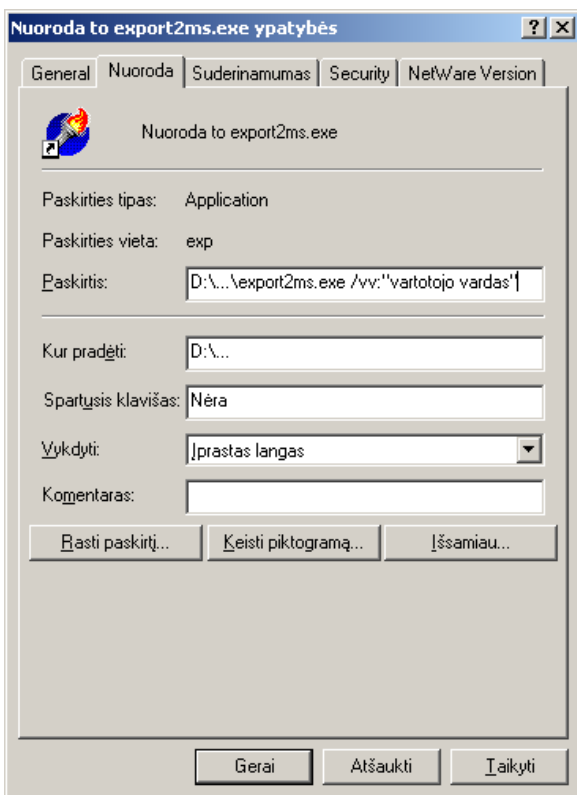 Nuoroda to export2ms.exe ypatybės
General Nuoroda Suderinamumas Security NetWare Version
Nuoroda to export2ms.exe
Paskirties tipas: Application
Paskirties vieta: exp
Paskirtis: D:\...\export2ms.exe /vv:"vartotojo vardas"
Kur pradėti: D:\...
Spartusis klavišas: Nėra
Vykdyti: Įprastas langas
Komentaras:
Rasti paskirtį... Keisti piktogramą... Išsamiau...
Gerai Atšaukti Taikyti